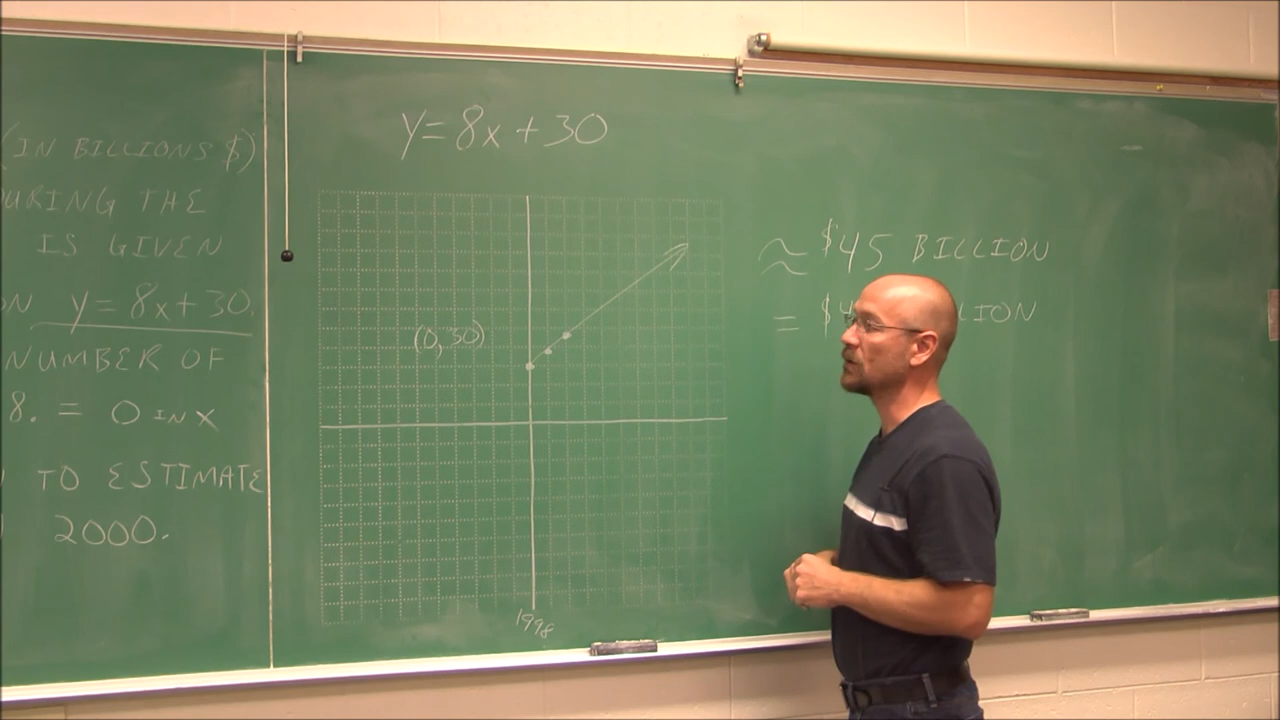 (IN BILLIONS $)
URING THE
IS GIVEN
ON y = 8x + 30.
NUMBER OF
8. = 0 IN X
TO ESTIMATE
2000.
y = 8x + 30
(0, 30)
1998
≈ $45 BILLION
= $4 LION